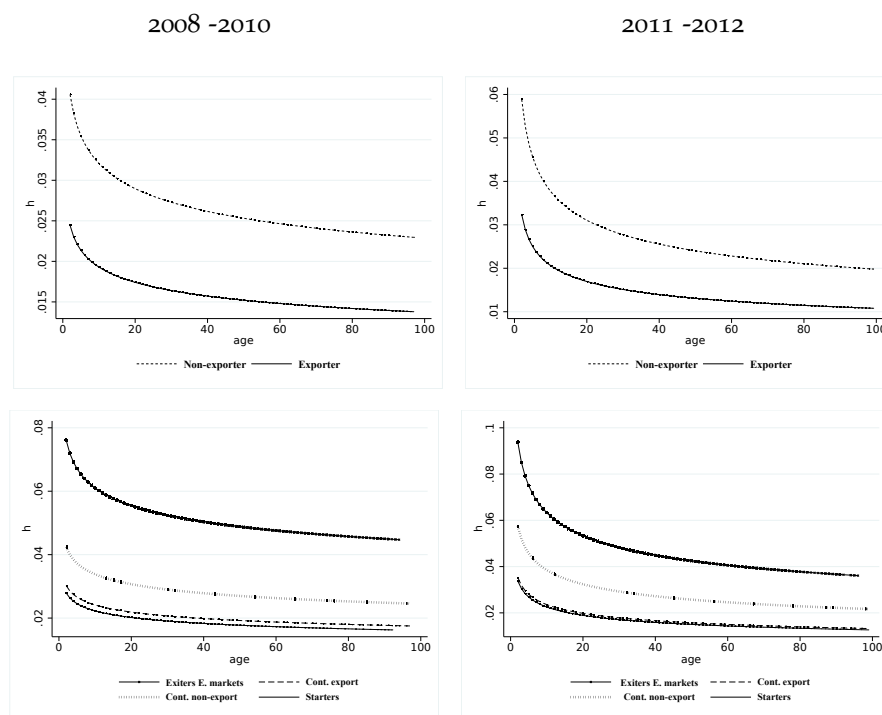 2008 -2010
2011 -2012
.04
.035
.03
.025
.02
.015
h
0
20
40
60
80
100
age
Non-exporter
Exporter
.06
.05
.04
.03
.02
.01
h
0
20
40
60
80
100
age
Non-exporter
Exporter
.08
.06
.04
.02
h
0
20
40
60
80
100
age
Exiters E. markets
Cont. export
Cont. non-export
Starters
.1
.08
.06
.04
.02
h
0
20
40
60
80
100
age
Exiters E. markets
Cont. export
Cont. non-export
Starters